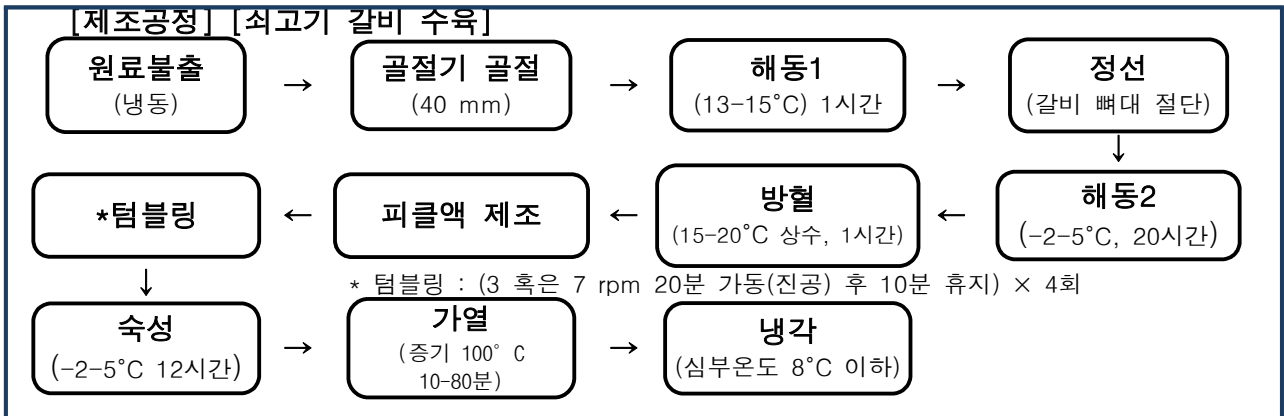 [제조공정] [쇠고기 갈비 수육]
원료불출
(냉동)
→
골절기 골절
(40 mm)
→
해동1
(13-15°C) 1시간
→
정선
(갈비 뼈대 절단)
↓
해동2
(-2-5°C, 20시간)
←
방혈
(15-20°C 상수, 1시간)
←
피클액 제조
←
*텀블링
* 텀블링 : (3 혹은 7 rpm 20분 가동(진공) 후 10분 휴지) × 4회
↓
숙성
(-2-5°C 12시간)
→
가열
(증기 100° C
10-80분)
→
냉각
(심부온도 8°C 이하)